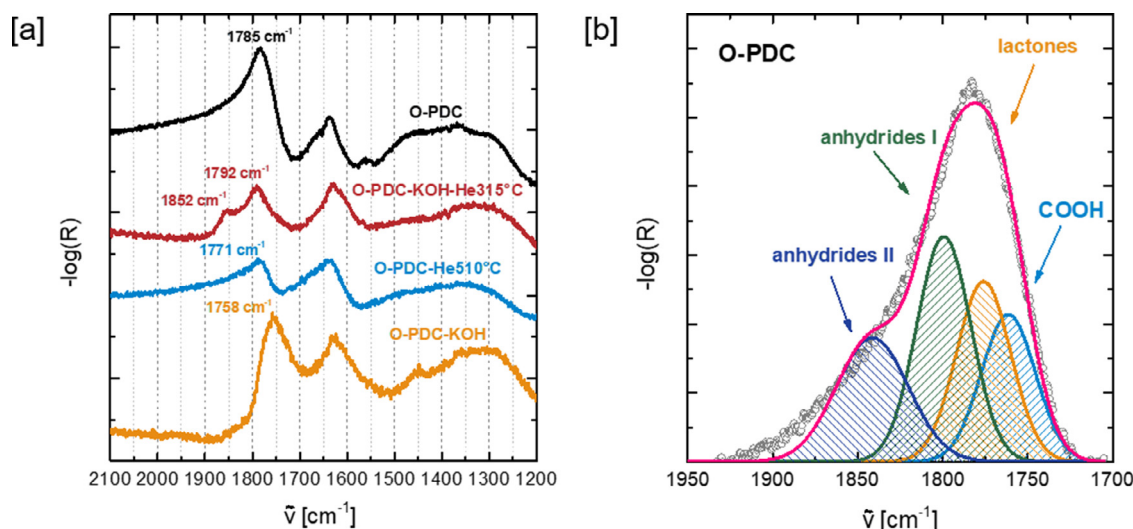 [a]
1785 cm⁻¹
O-PDC
1792 cm⁻¹
1852 cm⁻¹
O-PDC-KOH-He315°C
1771 cm⁻¹
O-PDC-He510°C
1758 cm⁻¹
O-PDC-KOH
-log(R)
2100 2000 1900 1800 1700 1600 1500 1400 1300 1200
ṽ [cm⁻¹]
[b]
O-PDC
lactones
anhydrides I
COOH
anhydrides II
-log(R)
1950 1900 1850 1800 1750 1700
ṽ [cm⁻¹]